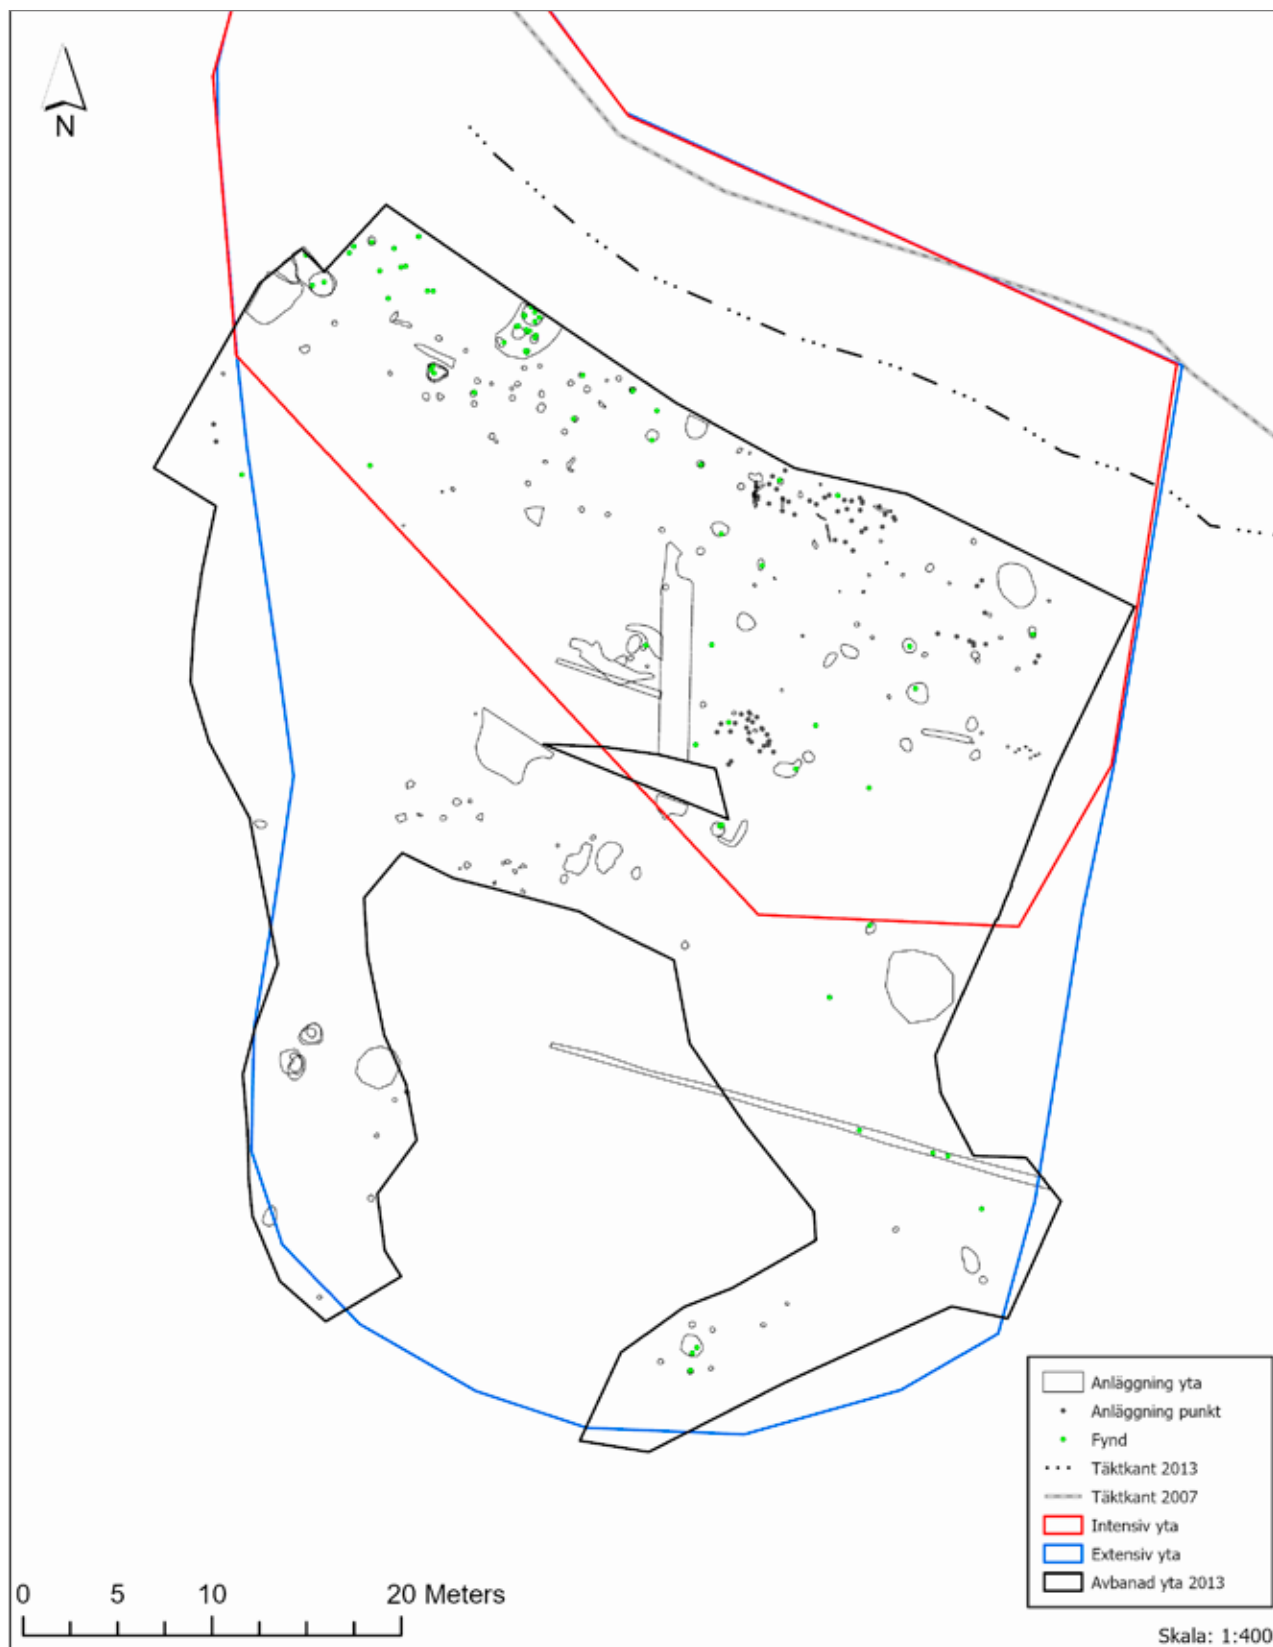 N
Anläggning yta
Anläggning punkt
Fynd
Täktkant 2013
Täktkant 2007
Intensiv yta
Extensiv yta
Avbanad yta 2013
0 5 10 20 Meters
Skala: 1:400